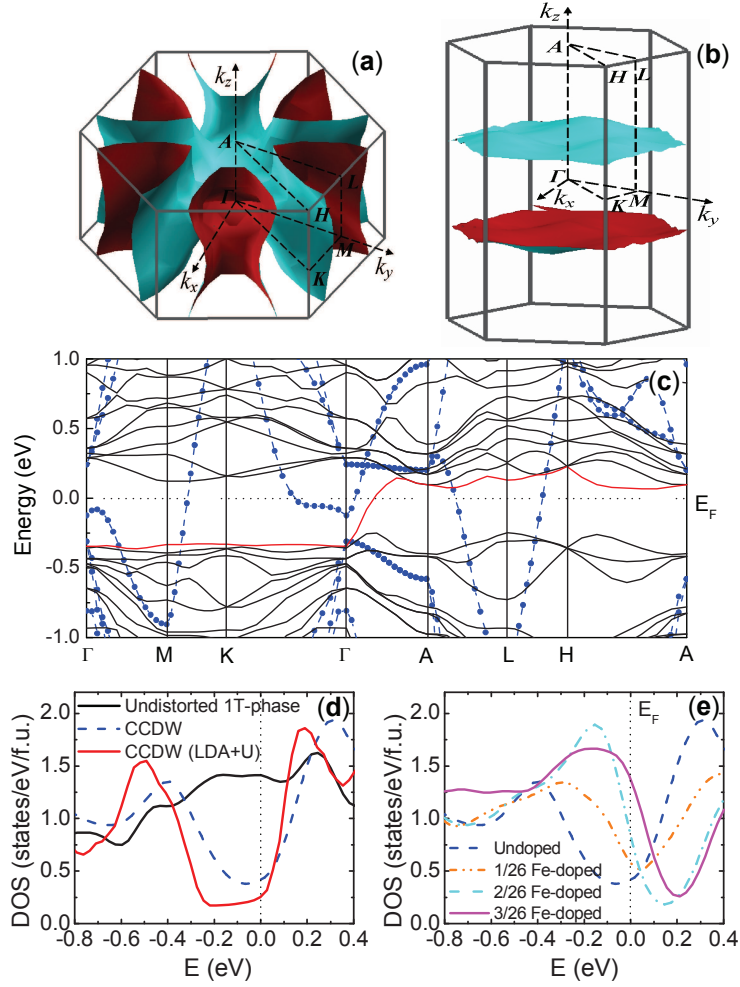 (a)
k_z
A
L
Γ
H
M
K
k_x
k_y
(b)
k_z
A
H
L
Γ
k_x
K
M
k_y
(c)
Energy (eV)
1.0
0.5
0.0
-0.5
-1.0
E_F
Γ M K Γ A L H A
(d)
DOS (states/eV/f.u.)
2.0
1.5
1.0
0.5
0.0
Undistorted 1T-phase
CCDW
CCDW (LDA+U)
-0.8 -0.6 -0.4 -0.2 0.0 0.2 0.4
E (eV)
(e)
E_F
DOS (states/eV/f.u.)
2.0
1.5
1.0
0.5
0.0
Undoped
1/26 Fe-doped
2/26 Fe-doped
3/26 Fe-doped
-0.8 -0.6 -0.4 -0.2 0.0 0.2 0.4
E (eV)